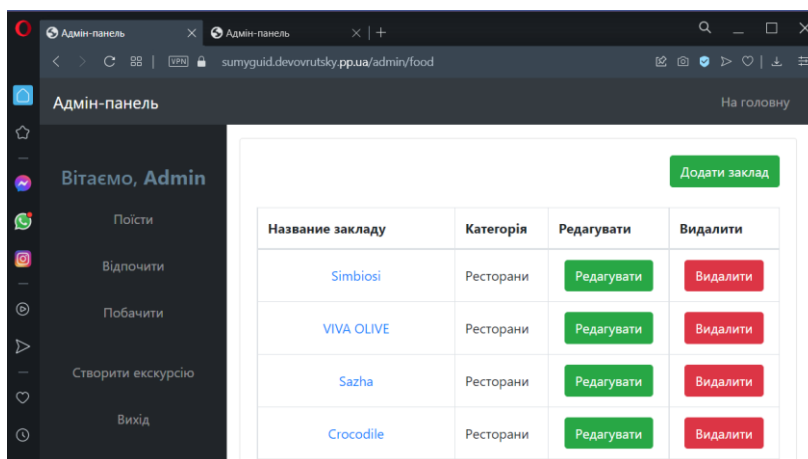 Адмін-панель
Адмін-панель
VPN sumyguid.devovrutsky.pp.ua/admin/food
Адмін-панель
На головну
Вітаємо, Admin
Поїсти
Відпочити
Побачити
Створити екскурсію
Вихід
Додати заклад
Название закладу Категорія Редагувати Видалити
Simbiosi Ресторани Редагувати Видалити
VIVA OLIVE Ресторани Редагувати Видалити
Sazha Ресторани Редагувати Видалити
Crocodile Ресторани Редагувати Видалити